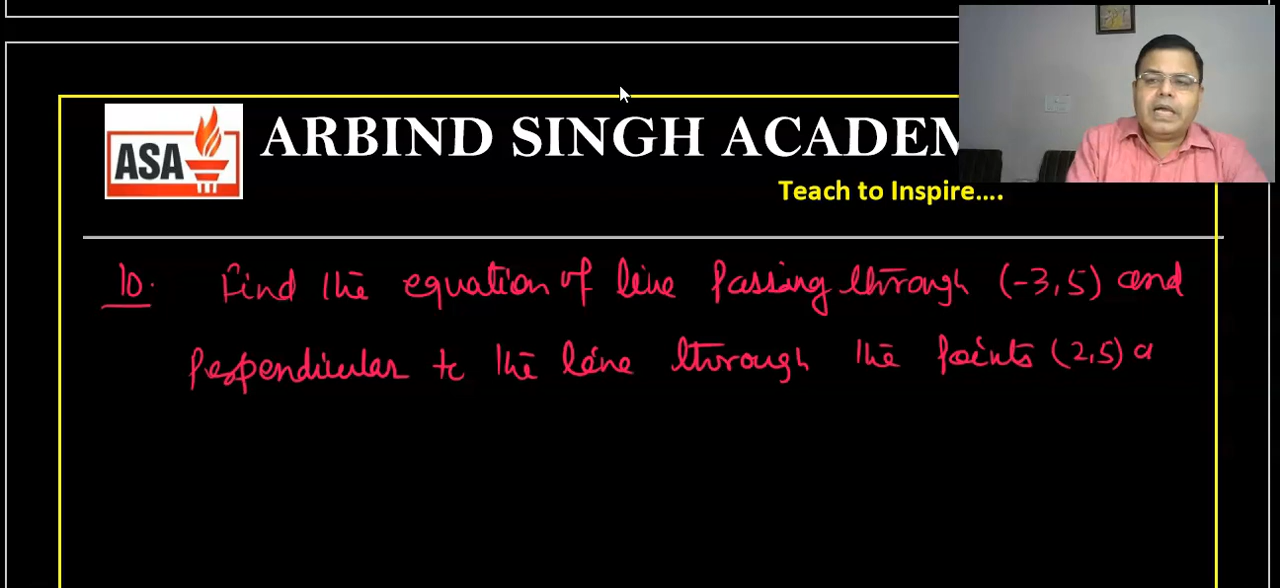 ASA
ARBIND SINGH ACADEM
Teach to Inspire....
10. Find the equation of line passing through (-3,5) and
perpendicular to the line through the points (2,5) a